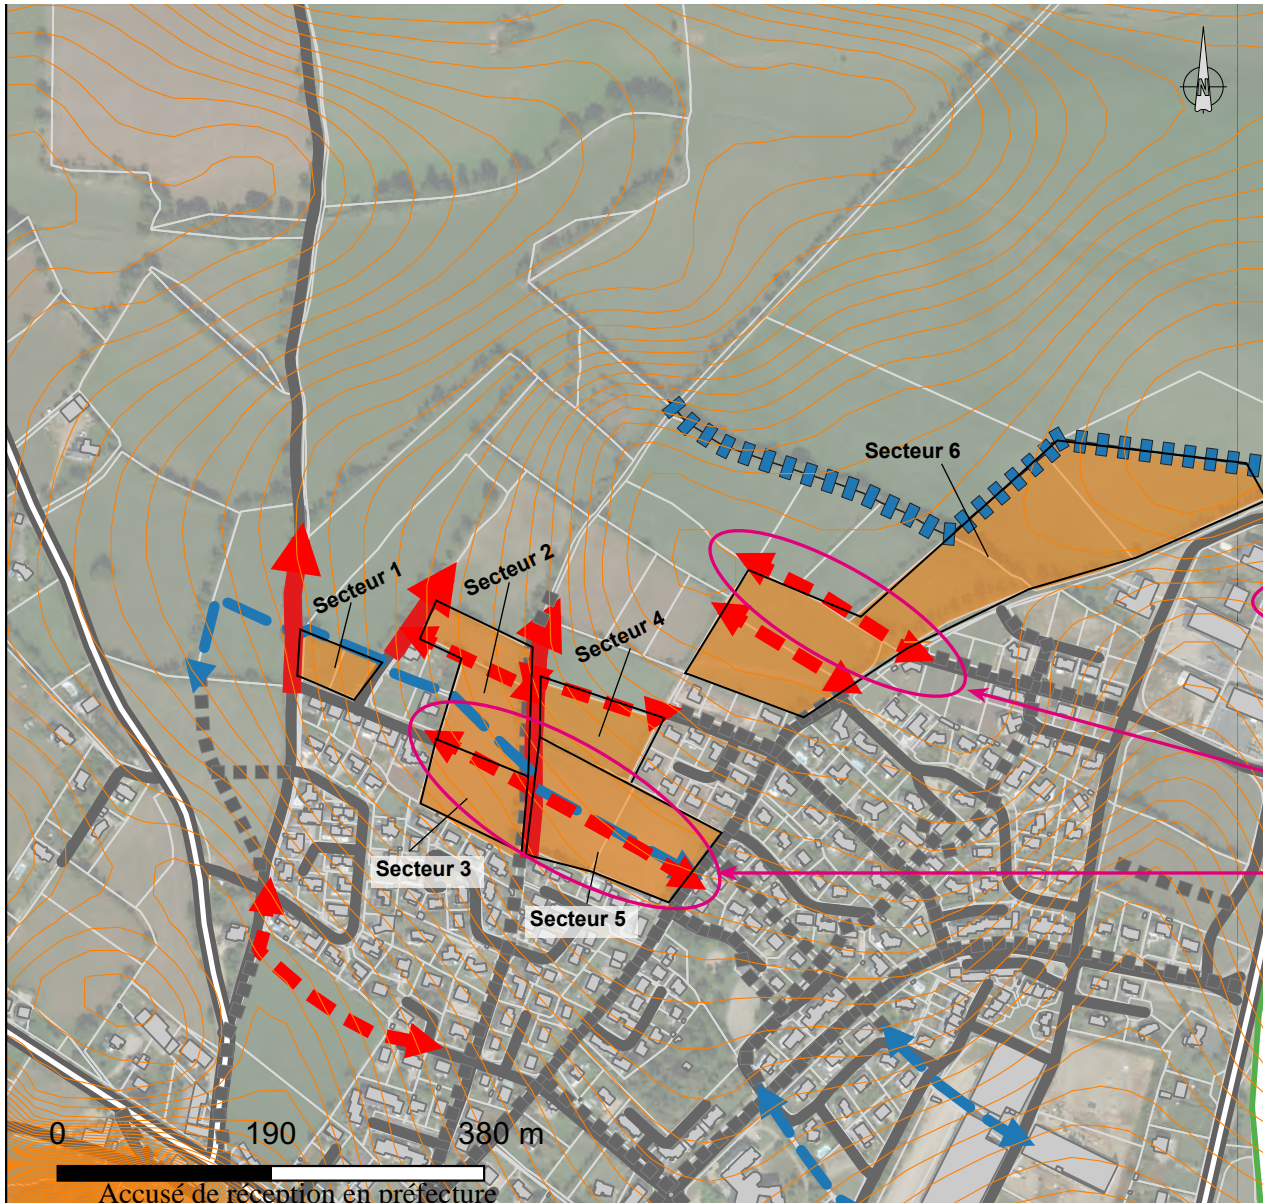 N
Secteur 6
Secteur 2
Secteur 1
Secteur 4
Secteur 3
Secteur 5
0 190 380 m
Accusé de réception en préfecture